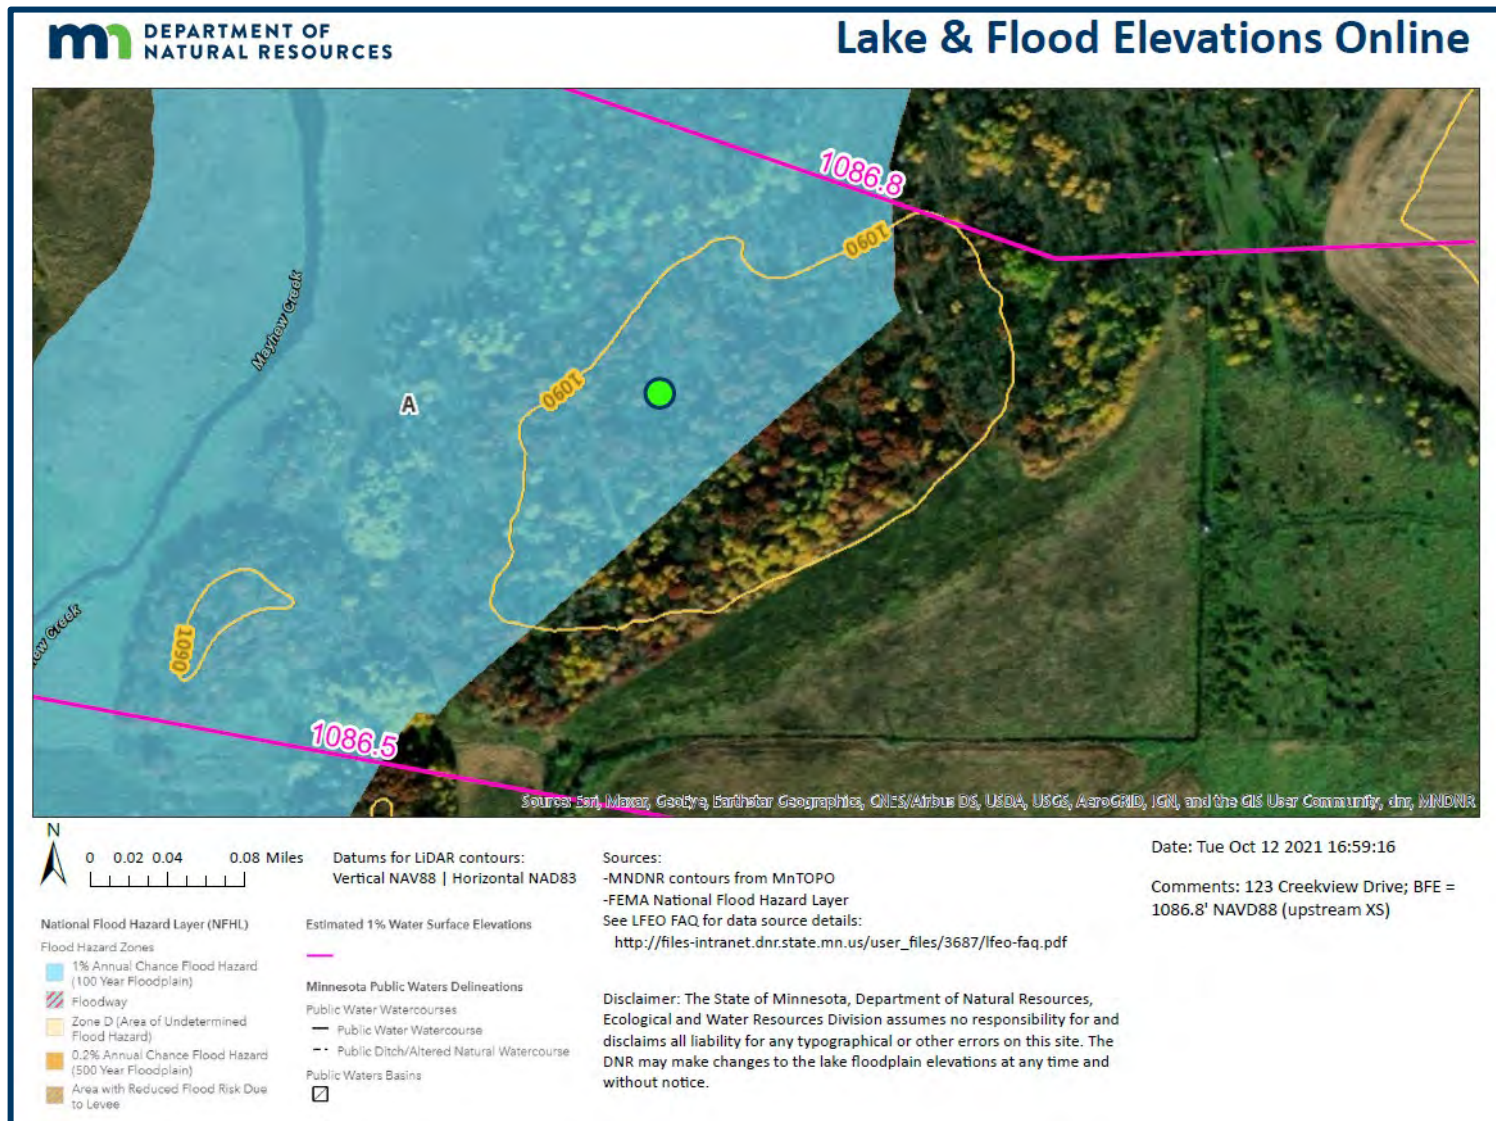 mn DEPARTMENT OF
NATURAL RESOURCES
Lake & Flood Elevations Online
1086.8
1090
Mayhew Creek
1090
A
1090
ew Creek
1086.5
Source: Esri, Maxar, GeoEye, Earthstar Geographics, CNES/Airbus DS, USDA, USGS, AeroGRID, IGN, and the GIS User Community, dnr, MNDNR
N
0 0.02 0.04 0.08 Miles
Datums for LiDAR contours:
Vertical NAV88 | Horizontal NAD83
Sources:
-MNDNR contours from MnTOPO
-FEMA National Flood Hazard Layer
See LFEO FAQ for data source details:
http://files-intranet.dnr.state.mn.us/user_files/3687/lfeo-faq.pdf
Date: Tue Oct 12 2021 16:59:16
Comments: 123 Creekview Drive; BFE =
1086.8' NAVD88 (upstream XS)
National Flood Hazard Layer (NFHL)
Flood Hazard Zones
1% Annual Chance Flood Hazard
(100 Year Floodplain)
Floodway
Zone D (Area of Undetermined
Flood Hazard)
0.2% Annual Chance Flood Hazard
(500 Year Floodplain)
Area with Reduced Flood Risk Due
to Levee
Estimated 1% Water Surface Elevations
Minnesota Public Waters Delineations
Public Water Watercourses
Public Water Watercourse
Public Ditch/Altered Natural Watercourse
Public Waters Basins
Disclaimer: The State of Minnesota, Department of Natural Resources,
Ecological and Water Resources Division assumes no responsibility for and
disclaims all liability for any typographical or other errors on this site. The
DNR may make changes to the lake floodplain elevations at any time and
without notice.